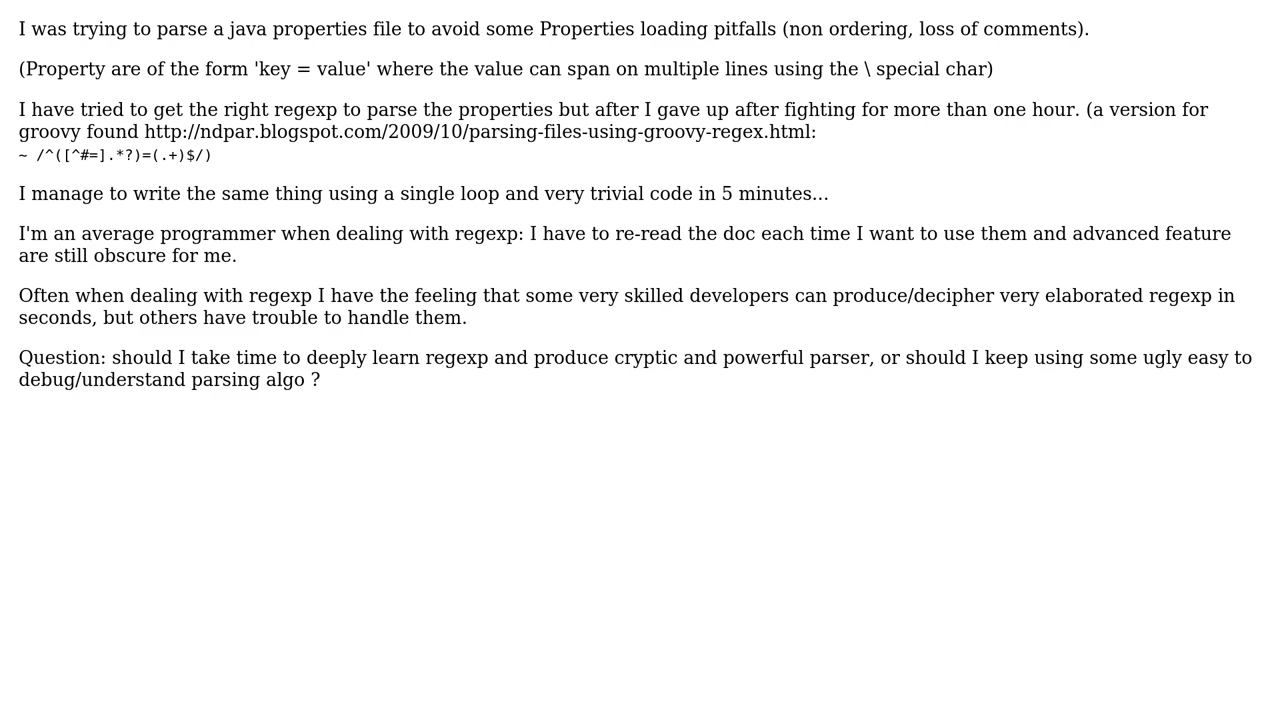 I was trying to parse a java properties file to avoid some Properties loading pitfalls (non ordering, loss of comments).
(Property are of the form 'key = value' where the value can span on multiple lines using the \ special char)
I have tried to get the right regexp to parse the properties but after I gave up after fighting for more than one hour. (a version for
groovy found http://ndpar.blogspot.com/2009/10/parsing-files-using-groovy-regex.html:
~ /^([^#=].*?)=(.+)$/)
I manage to write the same thing using a single loop and very trivial code in 5 minutes...
I'm an average programmer when dealing with regexp: I have to re-read the doc each time I want to use them and advanced feature
are still obscure for me.
Often when dealing with regexp I have the feeling that some very skilled developers can produce/decipher very elaborated regexp in
seconds, but others have trouble to handle them.
Question: should I take time to deeply learn regexp and produce cryptic and powerful parser, or should I keep using some ugly easy to
debug/understand parsing algo ?